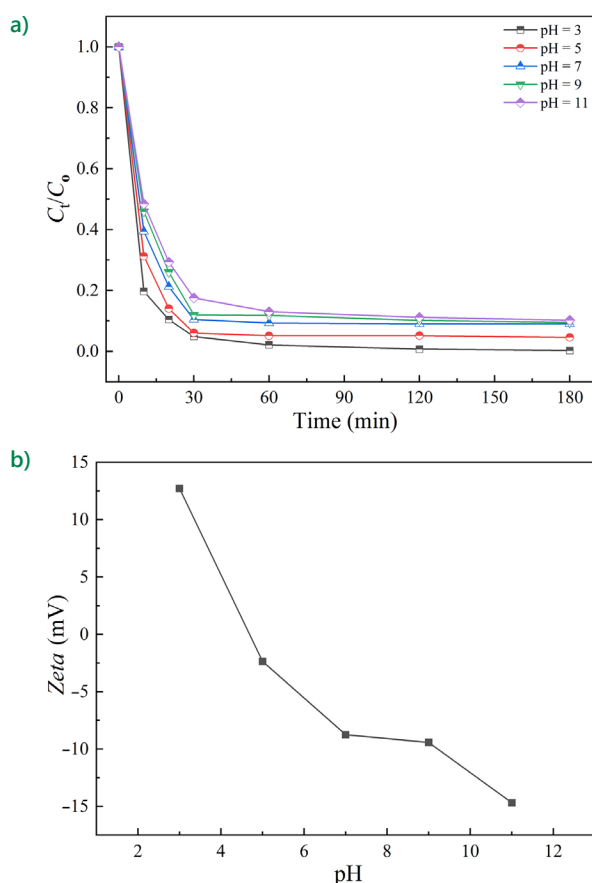 a)
1.0
0.8
0.6
0.4
0.2
0.0
C_t/C_o
pH = 3
pH = 5
pH = 7
pH = 9
pH = 11
0 30 60 90 120 150 180
Time (min)
b)
15
10
5
0
-5
-10
-15
Zeta (mV)
2 4 6 8 10 12
pH